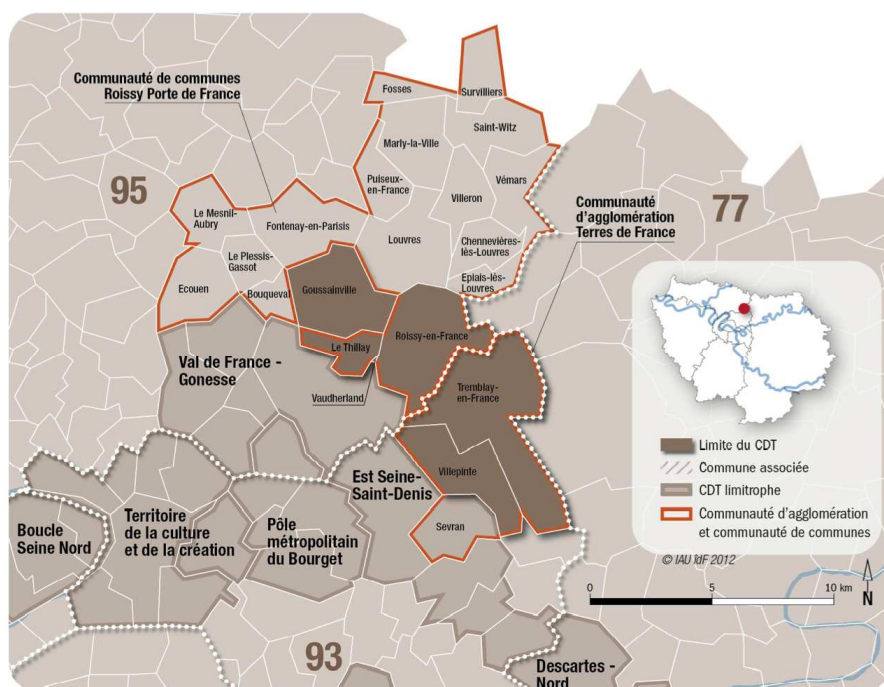 Communauté de communes
Roissy Porte de France
Fosses
Survilliers
Saint-Witz
Marly-la-Ville
95
Puiseux-
en-France
Vémars
Villeron
Communauté
d'agglomération
Terres de France
77
Le Mesnil-
Aubry
Fontenay-en-Parisis
Louvres
Chennevières-
lès-Louvres
Le Plessis-
Gassot
Epiais-lès-
Louvres
Ecouen
Bouqueval
Goussainville
Roissy-en-France
Le Thillay
Val de France -
Gonesse
Vaudherland
Tremblay-
en-France
Villepinte
Est Seine-
Saint-Denis
Sevran
Boucle
Seine Nord
Territoire
de la culture
et de la création
Pôle
métropolitain
du Bourget
93
Descartes -
Nord
Limite du CDT
Commune associée
CDT limitrophe
Communauté d'agglomération
et communauté de communes
© IAU îdF 2012
0
5
10 km
N